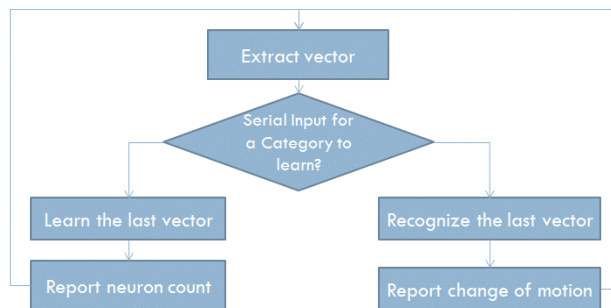 Extract vector
Serial Input for
a Category to
learn?
Learn the last vector
Recognize the last vector
Report neuron count
Report change of motion